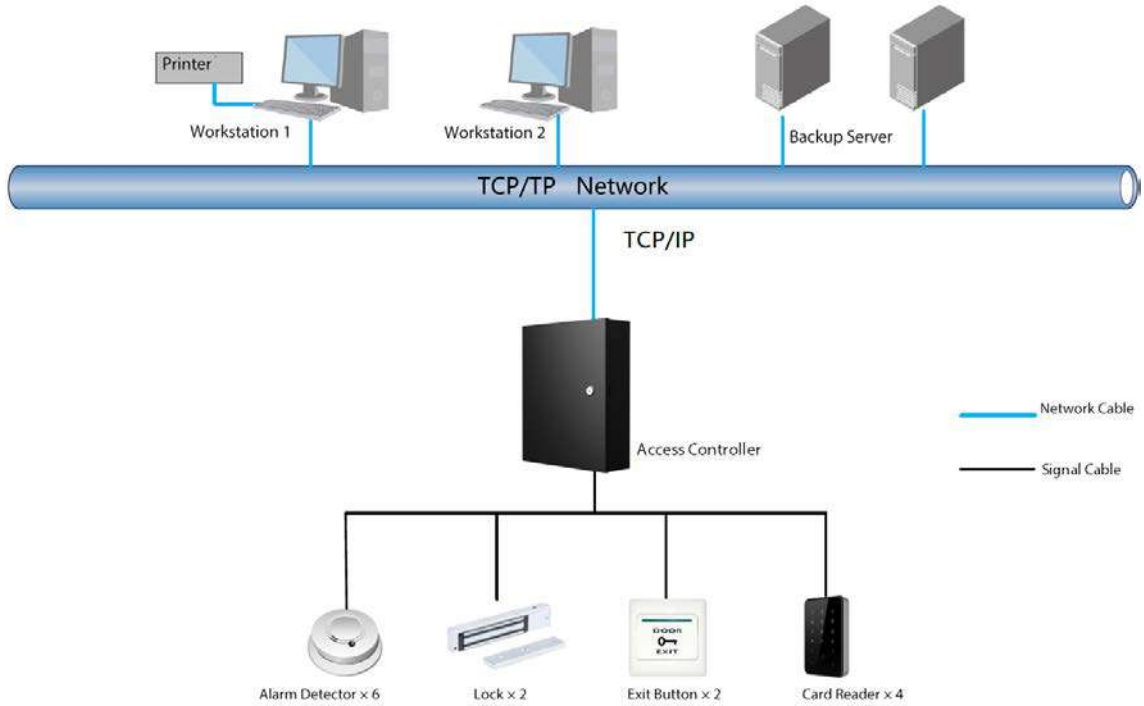 Printer
Workstation 1
Workstation 2
Backup Server
TCP/TP Network
TCP/IP
Access Controller
Network Cable
Signal Cable
DOOR
EXIT
Alarm Detector × 6
Lock × 2
Exit Button × 2
Card Reader × 4